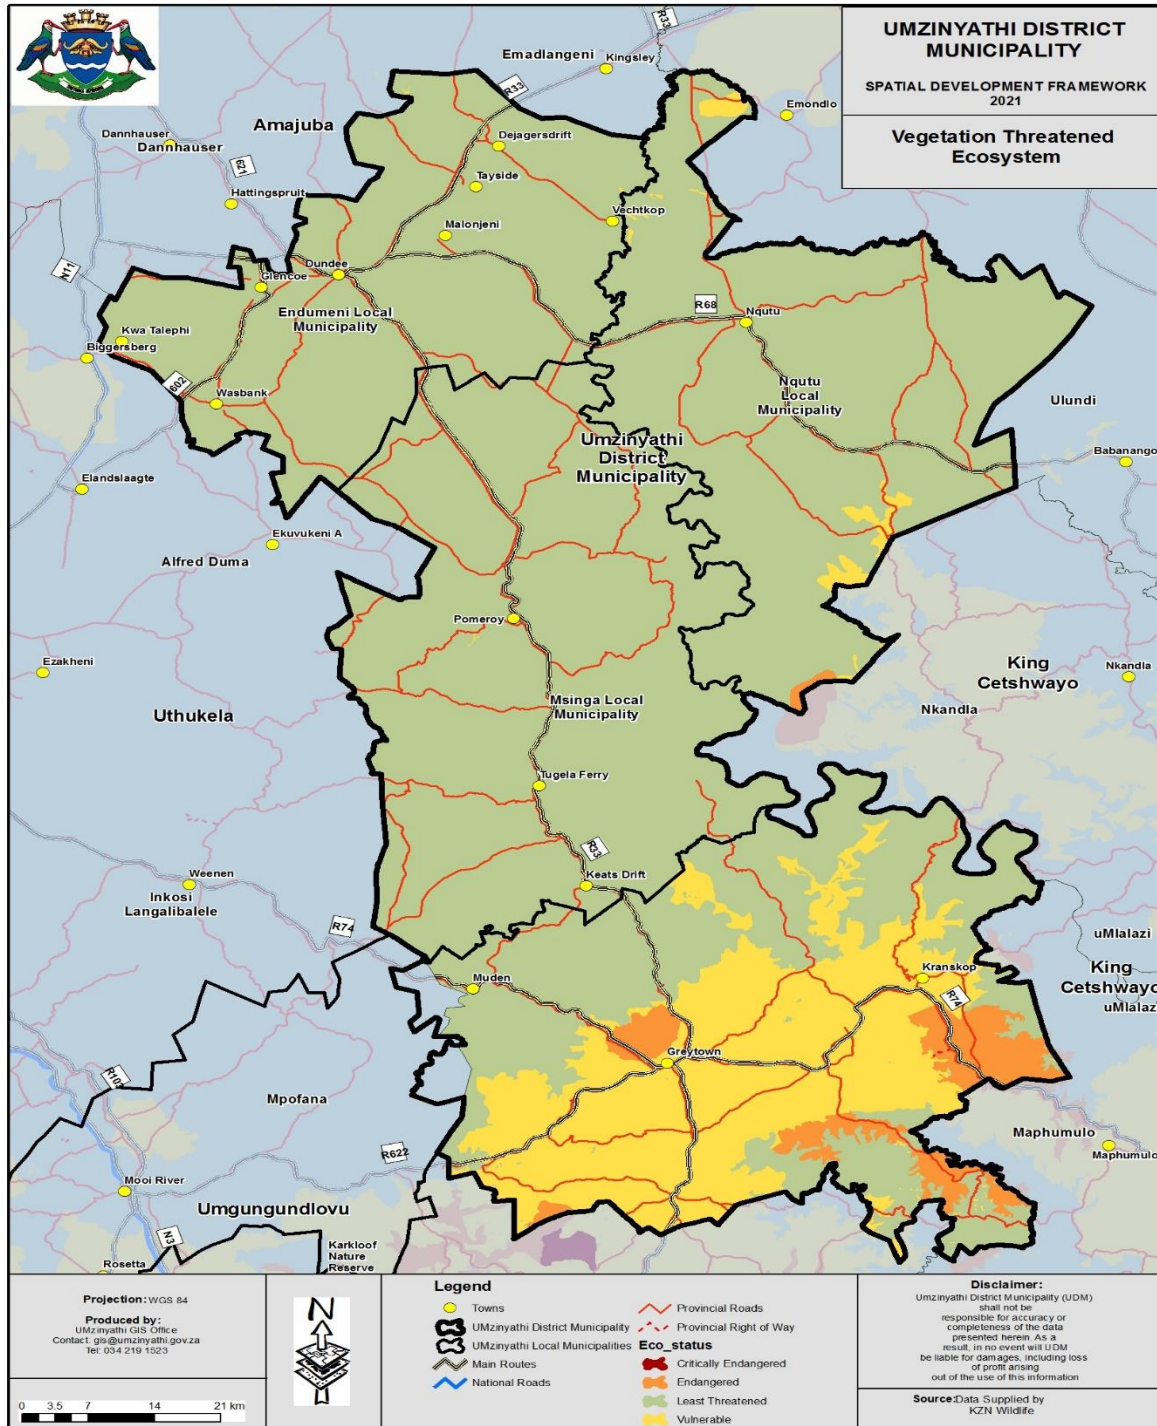 UMZINYATHI DISTRICT
MUNICIPALITY
SPATIAL DEVELOPMENT FRAMEWORK
2021
Vegetation Threatened
Ecosystem
R33
Emadlangeni
Kingsley
R33
Emondlo
Amajuba
Dannhauser
Dannhauser
621
Dejagersdrift
Tayside
Hattingspruit
Vechtkop
Malonjeni
N11
Dundee
Glencoe
R68
Nqutu
Endumeni Local
Municipality
Kwa Talephi
Biggersberg
602
Wasbank
Nqutu
Local
Municipality
Ulundi
Umzinyathi
District
Municipality
Babanango
Elandslaagte
Ekuvukeni A
Alfred Duma
Pomeroy
Ezakheni
King
Cetshwayo
Nkandla
Nkandla
Uthukela
Msinga Local
Municipality
Tugela Ferry
R33
Keats Drift
Weenen
Inkosi
Langalibalele
R74
uMlalazi
King
Cetshwayo
uMlalazi
Muden
Kranskop
R74
Greytown
R103
Mpofana
Maphumulo
Maphumulo
R622
Mooi River
Umgungundlovu
N3
Karkloof
Nature
Reserve
Rosetta
Projection: WGS 84
Produced by:
UMzinyathi GIS Office
Contact: gis@umzinyathi.gov.za
Tel: 034 219 1523
0 3.5 7 14 21 km
N
Legend
Towns
UMzinyathi District Municipality
UMzinyathi Local Municipalities
Main Routes
National Roads
Provincial Roads
Provincial Right of Way
Eco_status
Critically Endangered
Endangered
Least Threatened
Vulnerable
Disclaimer:
Umzinyathi District Municipality (UDM)
shall not be
responsible for accuracy or
completeness of the data
presented herein. As a
result, in no event will UDM
be liable for damages, including loss
of profit arising
out of the use of this information
Source:Data Supplied by
KZN Wildlife